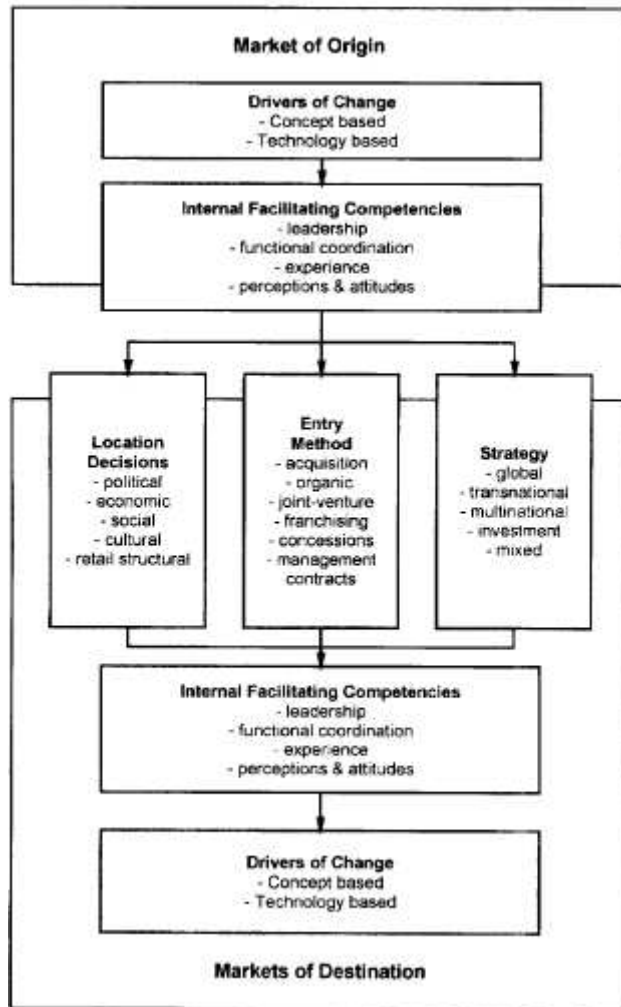 Market of Origin
Drivers of Change
- Concept based
- Technology based
Internal Facilitating Competencies
- leadership
- functional coordination
- experience
- perceptions & attitudes
Location
Decisions
- political
- economic
- social
- cultural
- retail structural
Entry
Method
- acquisition
- organic
- joint-venture
- franchising
- concessions
- management
contracts
Strategy
- global
- transnational
- multinational
- investment
- mixed
Internal Facilitating Competencies
- leadership
- functional coordination
- experience
- perceptions & attitudes
Drivers of Change
- Concept based
- Technology based
Markets of Destination